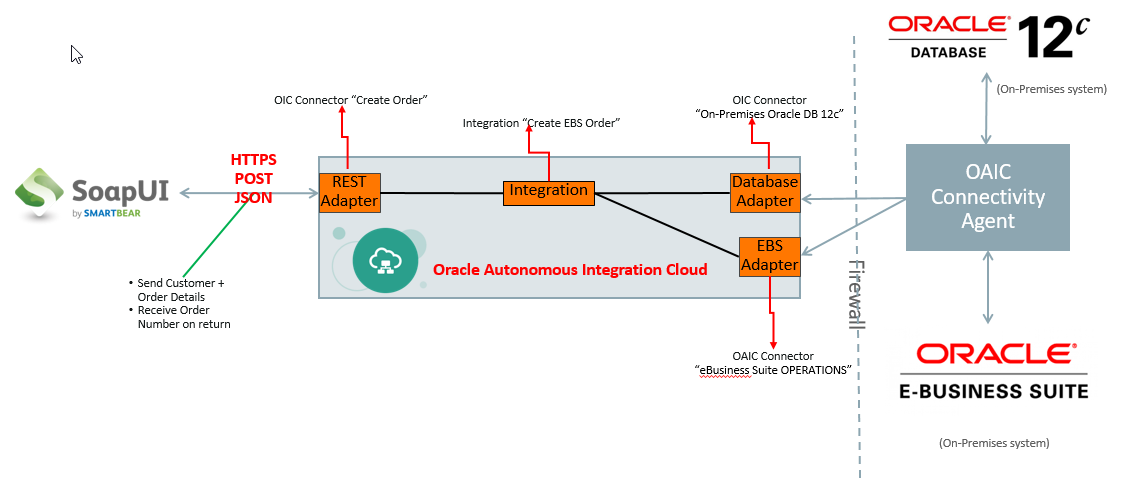 ORACLE®
DATABASE
12c
(On-Premises system)
OIC Connector “Create Order”
Integration “Create EBS Order”
OIC Connector
“On-Premises Oracle DB 12c”
HTTPS
POST
JSON
SoapUI
by SMARTBEAR
REST
Adapter
Integration
Database
Adapter
OAIC
Connectivity
Agent
EBS
Adapter
Oracle Autonomous Integration Cloud
Firewall
• Send Customer +
Order Details
• Receive Order
Number on return
OAIC Connector
“eBusiness Suite OPERATIONS”
ORACLE®
E-BUSINESS SUITE
(On-Premises system)